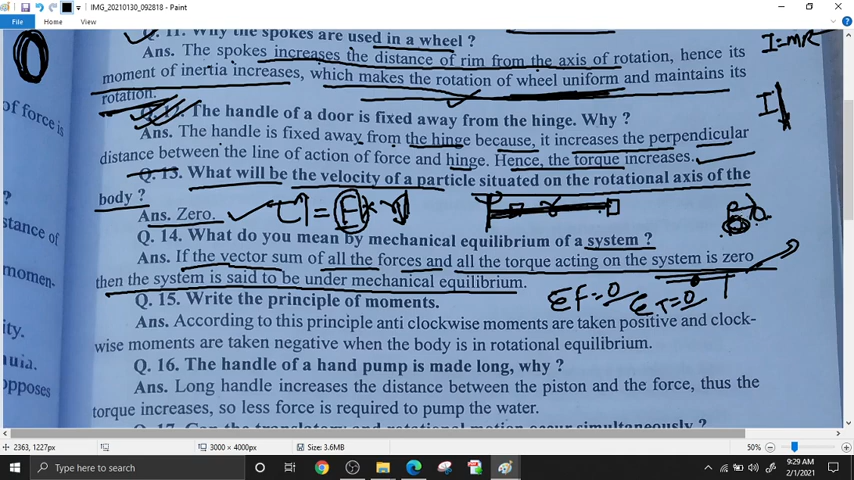 IMG_20210130_092818 - Paint
File
Home
View
Q. 11. Why the spokes are used in a wheel ?
Ans. The spokes increases the distance of rim from the axis of rotation, hence its
moment of inertia increases, which makes the rotation of wheel uniform and maintains its
rotation.
The handle of a door is fixed away from the hinge. Why ?
Ans. The handle is fixed away from the hinge because, it increases the perpendicular
distance between the line of action of force and hinge. Hence, the torque increases.
Q. 13. What will be the velocity of a particle situated on the rotational axis of the
body ?
Ans. Zero.
Q. 14. What do you mean by mechanical equilibrium of a system ?
Ans. If the vector sum of all the forces and all the torque acting on the system is zero
then the system is said to be under mechanical equilibrium.
ΣF=0
Στ=0
Q. 15. Write the principle of moments.
Ans. According to this principle anti clockwise moments are taken positive and clock-
wise moments are taken negative when the body is in rotational equilibrium.
Q. 16. The handle of a hand pump is made long, why ?
Ans. Long handle increases the distance between the piston and the force, thus the
torque increases, so less force is required to pump the water.
Q. 17. Can the translatory and rotational motion occur simultaneously ?
of force is
?
stance of
momen-
ity.
opposes
2363, 1227px
3000 × 4000px
Size: 3.6MB
50%
Type here to search
9:29 AM
2/1/2021